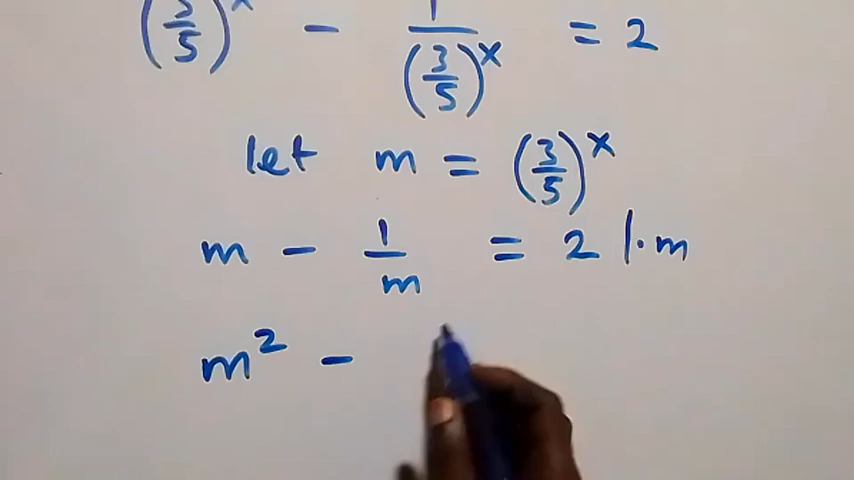 (3/5)^x - 1/(3/5)^x = 2
let m = (3/5)^x
m - 1/m = 2 |·m
m² -